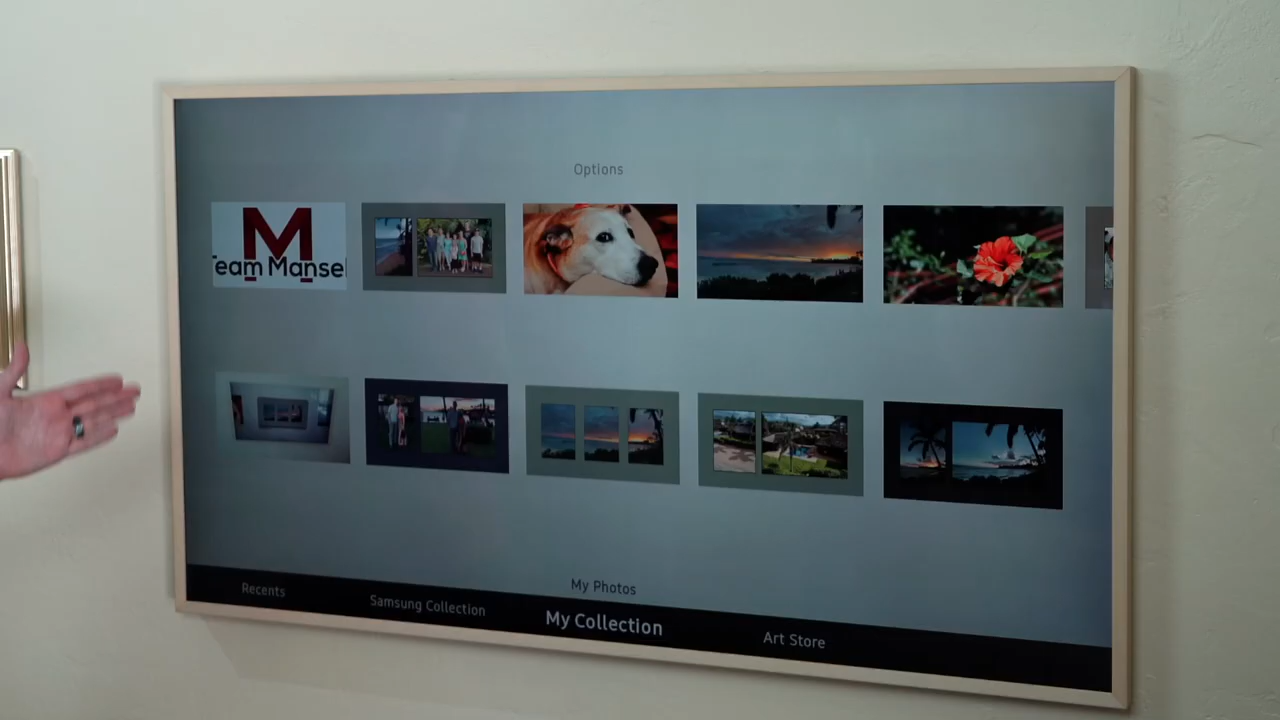 Options
M
Team Mansel
My Photos
Recents
Samsung Collection
My Collection
Art Store